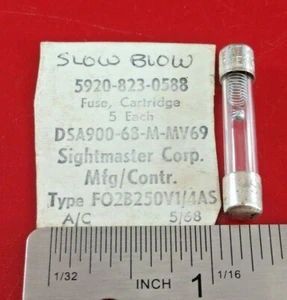 SLOW BLOW
5920-823-0588
Fuse, Cartridge
5 Each
DSA900-68-M-MV69
Sightmaster Corp.
Mfg/Contr.
Type FO2B250V1/4AS
A/C 5/68
1/32 INCH 1 1/16